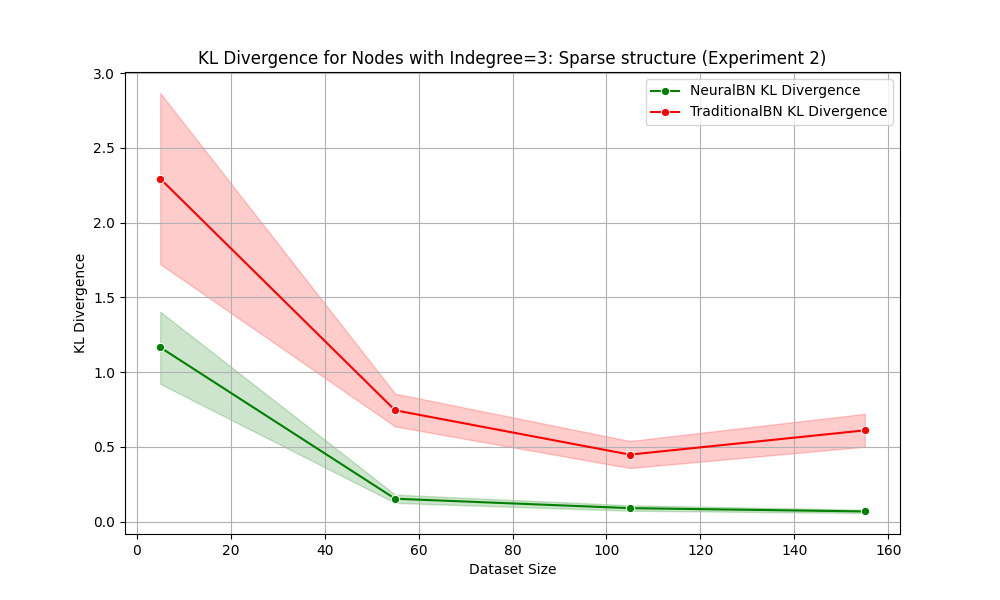 KL Divergence for Nodes with Indegree=3: Sparse structure (Experiment 2)
NeuralBN KL Divergence
TraditionalBN KL Divergence
3.0
2.5
2.0
1.5
1.0
0.5
0.0
KL Divergence
0 20 40 60 80 100 120 140 160
Dataset Size